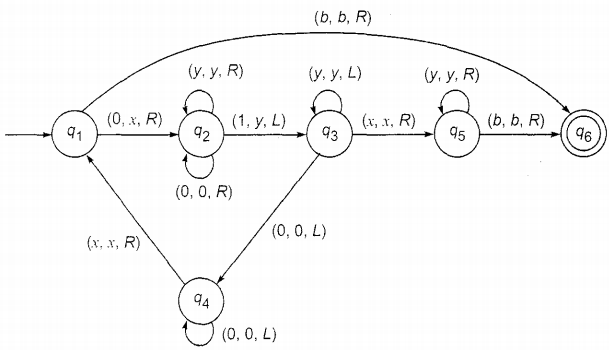 (b, b, R)
(y, y, R)
(y, y, L)
(y, y, R)
q1
(0, x, R)
q2
(1, y, L)
q3
(x, x, R)
q5
(b, b, R)
q6
(0, 0, R)
(0, 0, L)
(x, x, R)
q4
(0, 0, L)